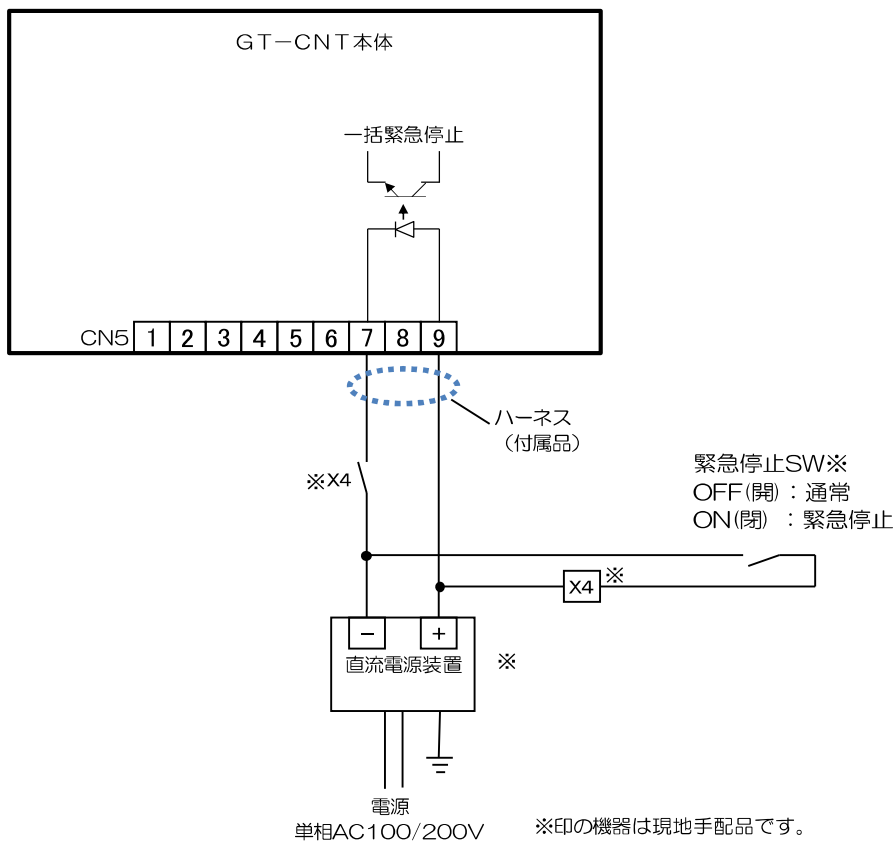 GT－CNT本体
一括緊急停止
CN5 1 2 3 4 5 6 7 8 9
ハーネス
（付属品）
※X4
緊急停止SW※
OFF(開)：通常
ON(閉)：緊急停止
X4 ※
－ ＋
直流電源装置 ※
電源
単相AC100/200V
※印の機器は現地手配品です。